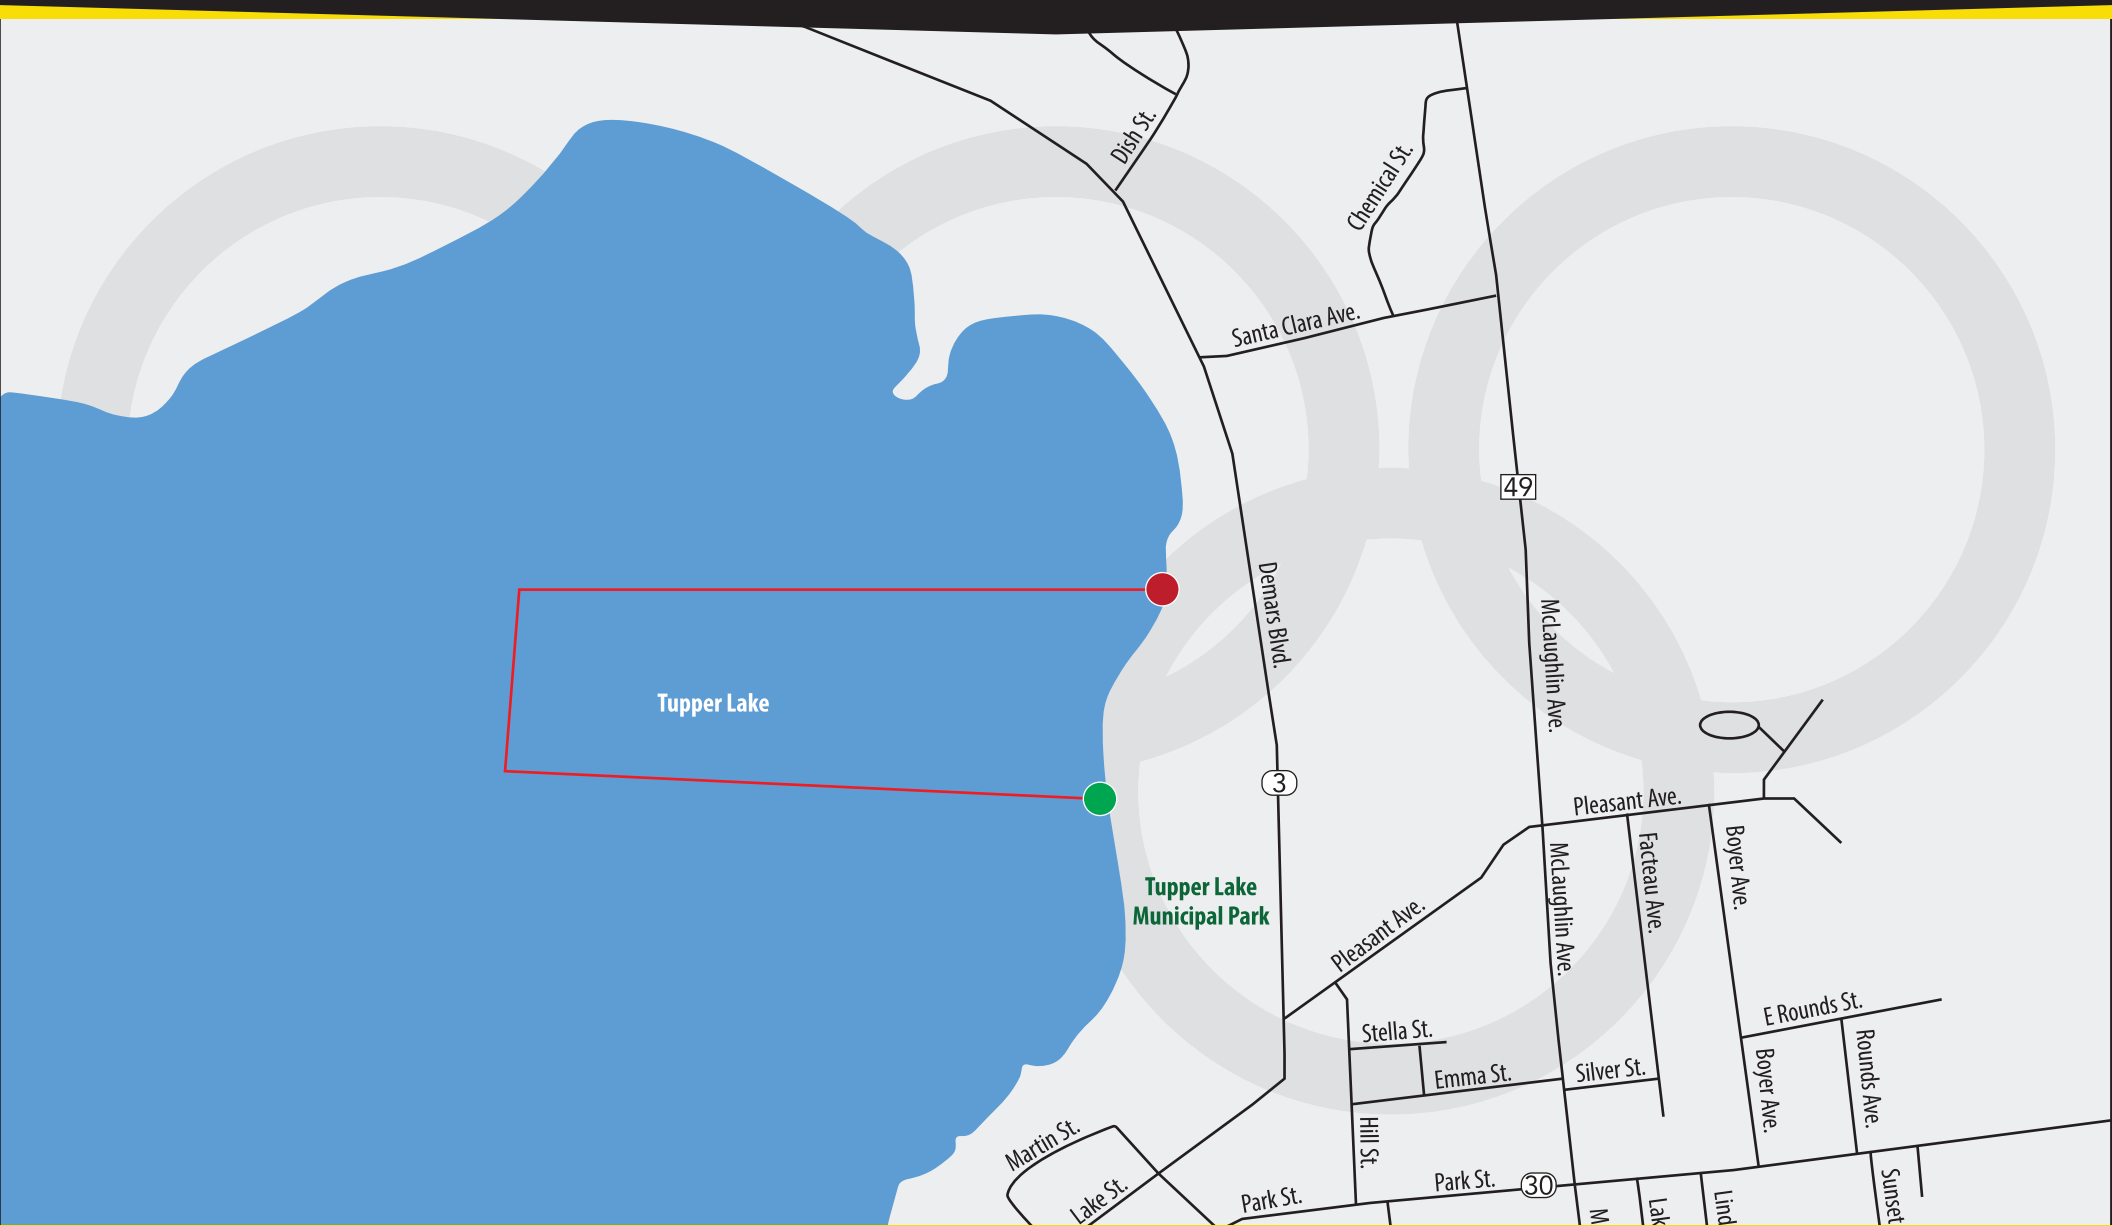 Dish St.
Chemical St.
Santa Clara Ave.
49
Demars Blvd.
McLaughlin Ave.
Tupper Lake
3
Pleasant Ave.
Boyer Ave.
Facteau Ave.
McLaughlin Ave.
Tupper Lake
Municipal Park
Pleasant Ave.
E Rounds St.
Stella St.
Rounds Ave.
Boyer Ave.
Silver St.
Emma St.
Hill St.
Martin St.
Park St.
30
Park St.
Lake St.
Sunset
Lind
Lak
M